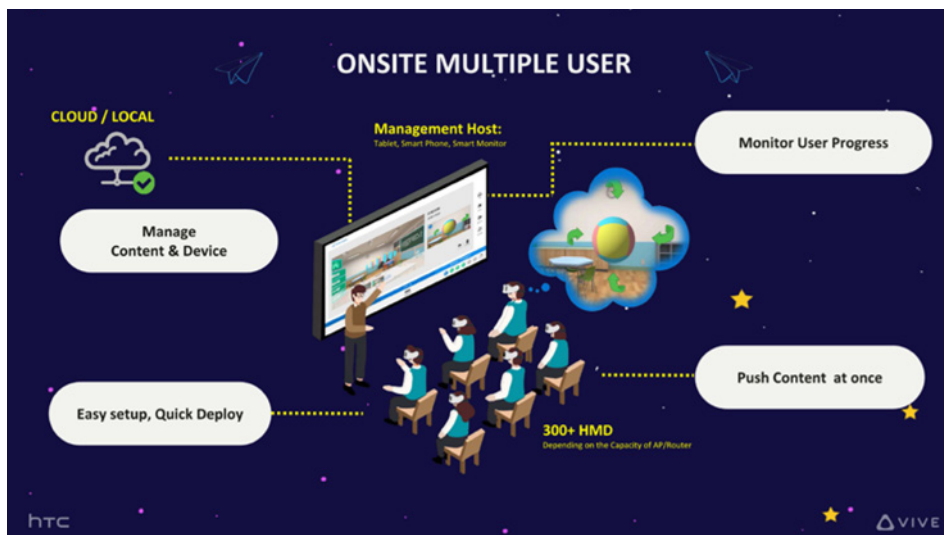 ONSITE MULTIPLE USER
CLOUD / LOCAL
Management Host:
Tablet, Smart Phone, Smart Monitor
Monitor User Progress
Manage
Content & Device
Easy setup, Quick Deploy
Push Content at once
300+ HMD
Depending on the Capacity of AP/Router
hTC
VIVE